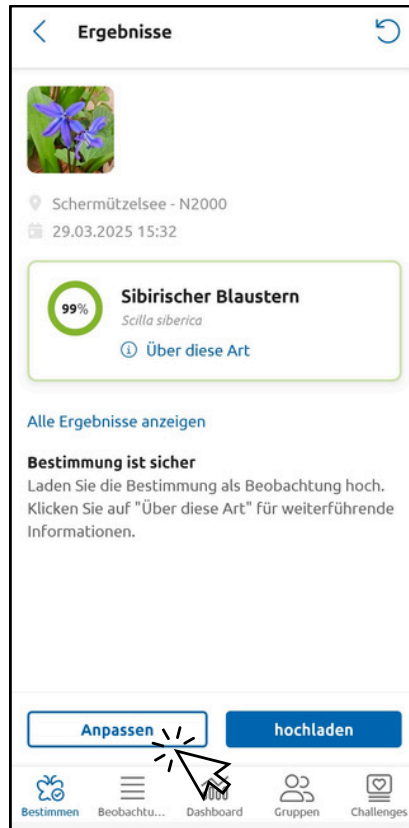 Ergebnisse
Schermützelsee - N2000
29.03.2025 15:32
99%
Sibirischer Blaustern
Scilla siberica
Über diese Art
Alle Ergebnisse anzeigen
Bestimmung ist sicher
Laden Sie die Bestimmung als Beobachtung hoch.
Klicken Sie auf "Über diese Art" für weiterführende
Informationen.
Anpassen
hochladen
Bestimmen
Beobachtu...
Dashboard
Gruppen
Challenges